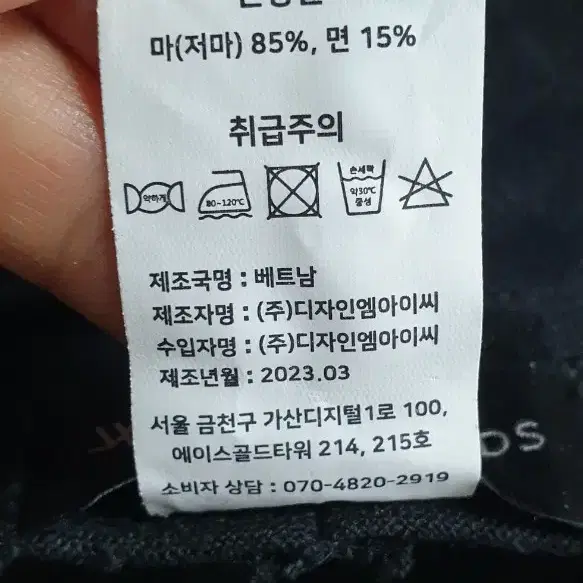 마(저마) 85%, 면 15%
취급주의
약하게
80~120℃
손세탁
약30℃
중성
제조국명 : 베트남
제조자명 : (주)디자인엠아이씨
수입자명 : (주)디자인엠아이씨
제조년월 : 2023.03
서울 금천구 가산디지털1로 100,
에이스골드타워 214, 215호
소비자 상담 : 070-4820-2919